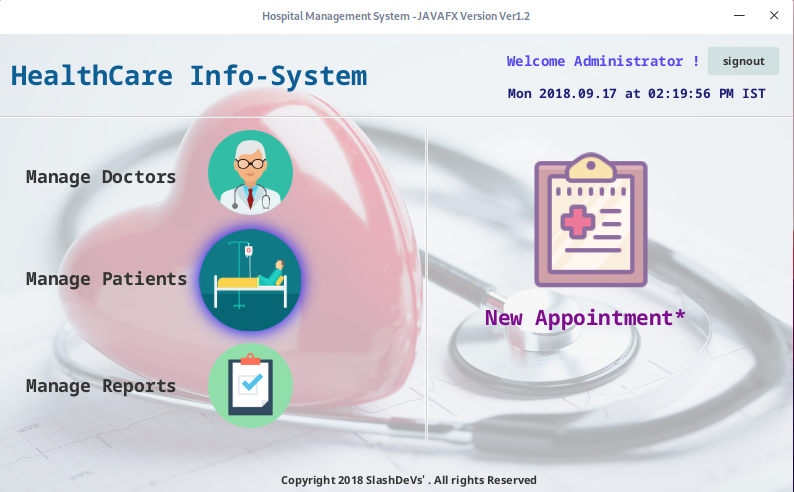 Hospital Management System - JAVAFX Version Ver1.2
HealthCare Info-System
Welcome Administrator !
signout
Mon 2018.09.17 at 02:19:56 PM IST
Manage Doctors
Manage Patients
Manage Reports
New Appointment*
Copyright 2018 SlashDeVs' . All rights Reserved